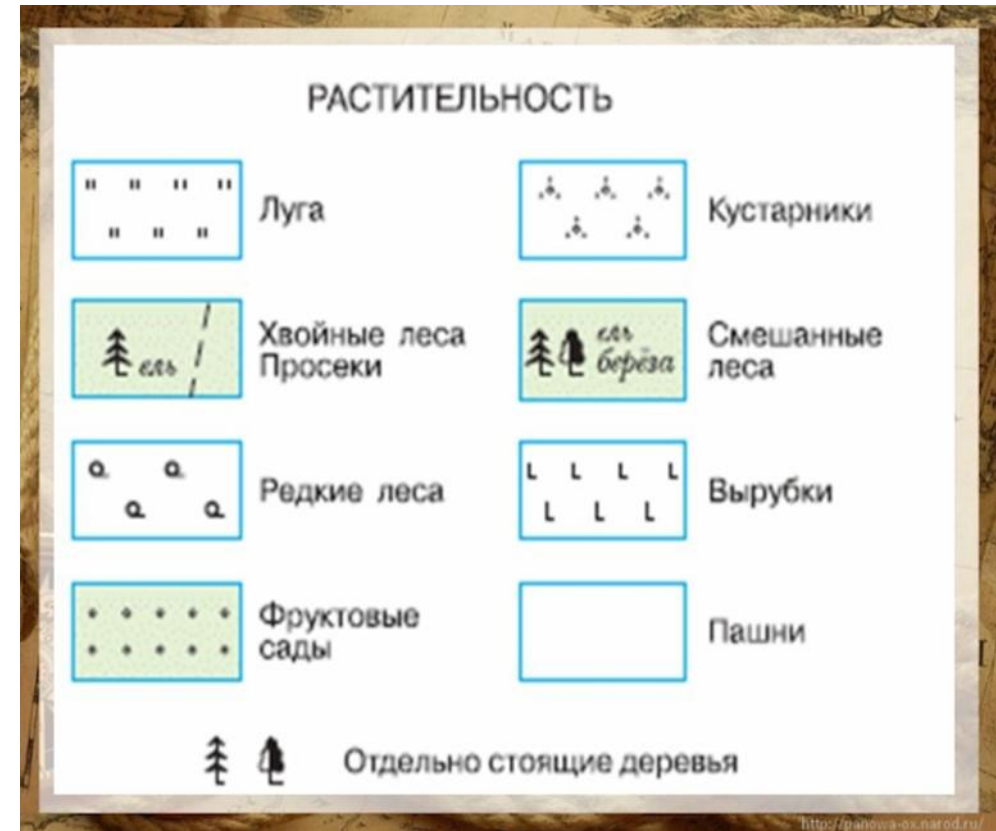 РАСТИТЕЛЬНОСТЬ
Луга
Кустарники
ель
Хвойные леса
Просеки
ель
берёза
Смешанные
леса
Редкие леса
Вырубки
Фруктовые
сады
Пашни
Отдельно стоящие деревья
http://panowa-ox.narod.ru/